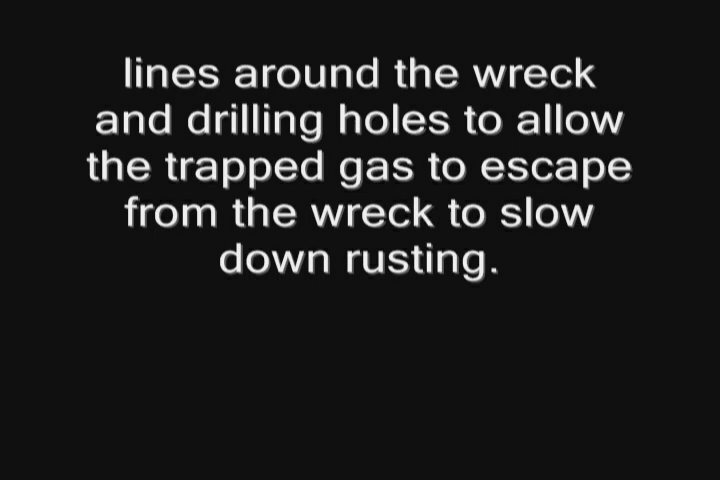 lines around the wreck
and drilling holes to allow
the trapped gas to escape
from the wreck to slow
down rusting.